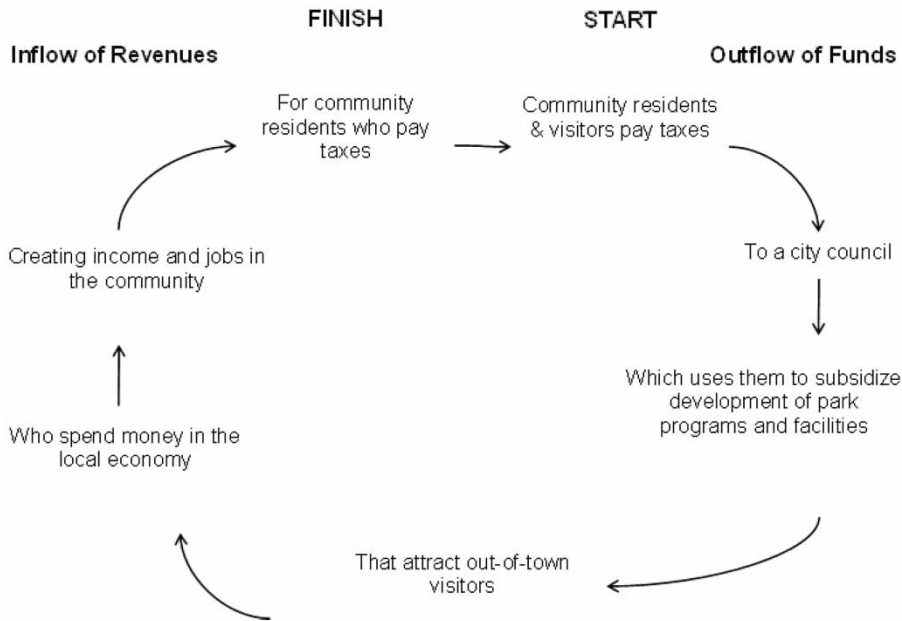 FINISH
START
Inflow of Revenues
Outflow of Funds
For community
residents who pay
taxes
Community residents
& visitors pay taxes
To a city council
Which uses them to subsidize
development of park
programs and facilities
That attract out-of-town
visitors
Who spend money in the
local economy
Creating income and jobs in
the community